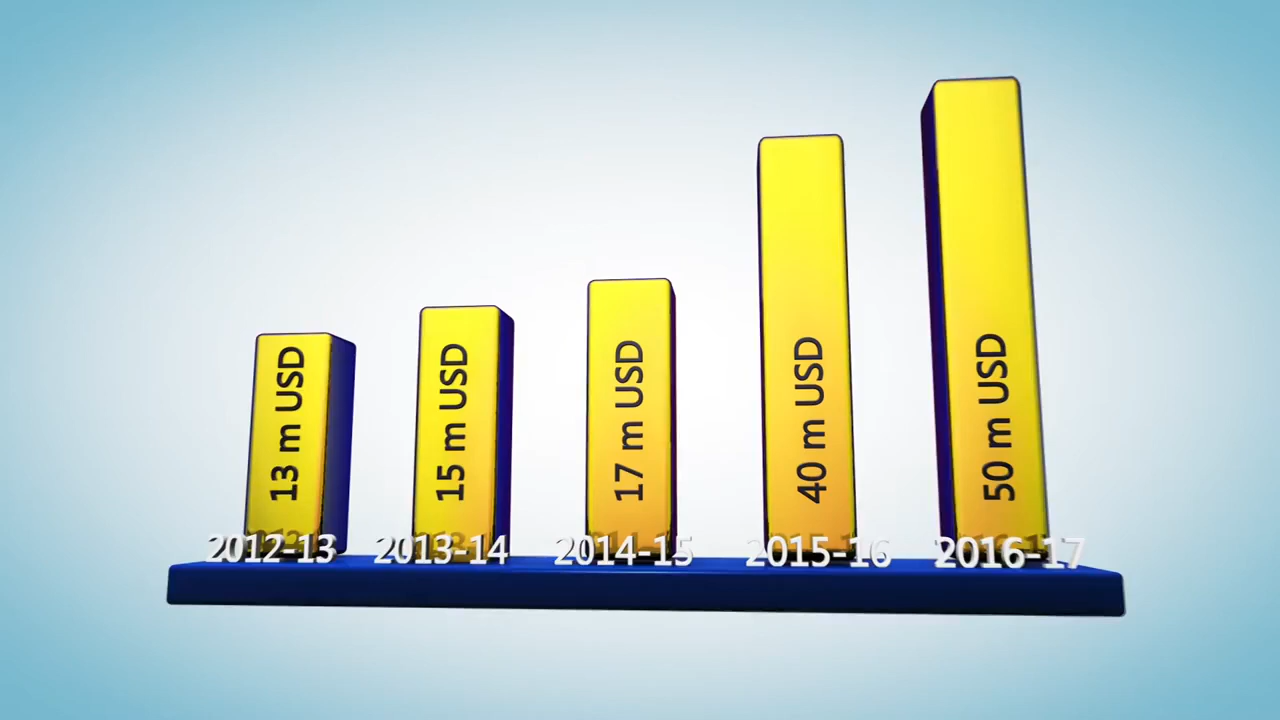 13 m USD
15 m USD
17 m USD
40 m USD
50 m USD
2012-13
2013-14
2014-15
2015-16
2016-17